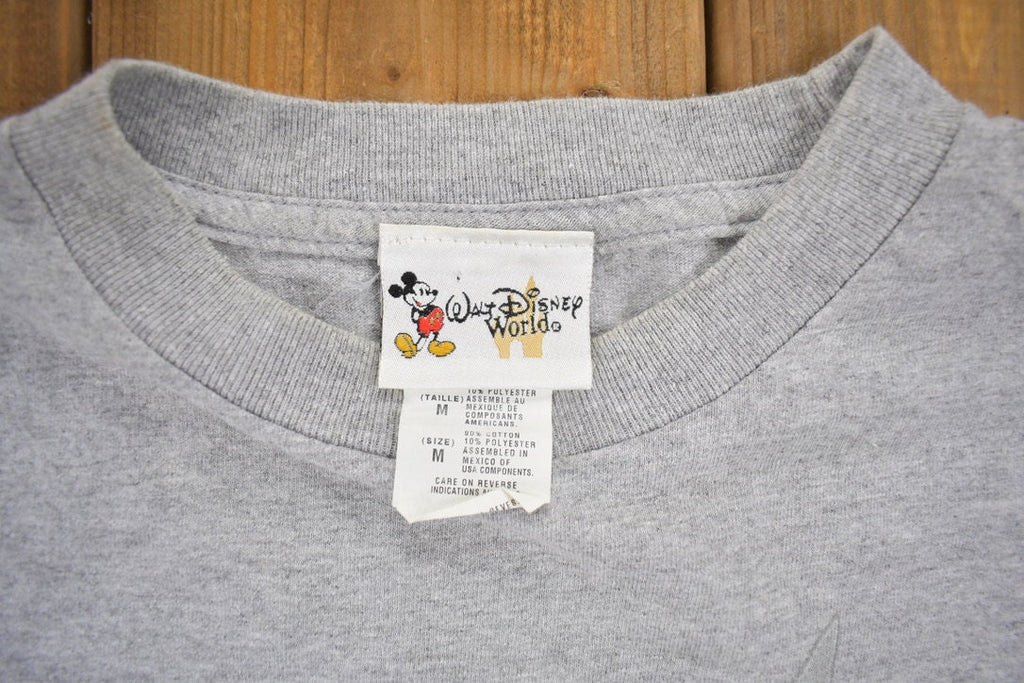 Walt Disney
World®
10% POLYESTER
(TAILLE) ASSEMBLE AU
M MEXIQUE DE
COMPOSANTS
AMERICANS.
90% COTTON
(SIZE) 10% POLYESTER
M ASSEMBLED IN
MEXICO OF
USA COMPONENTS.
CARE ON REVERSE
INDICATIONS